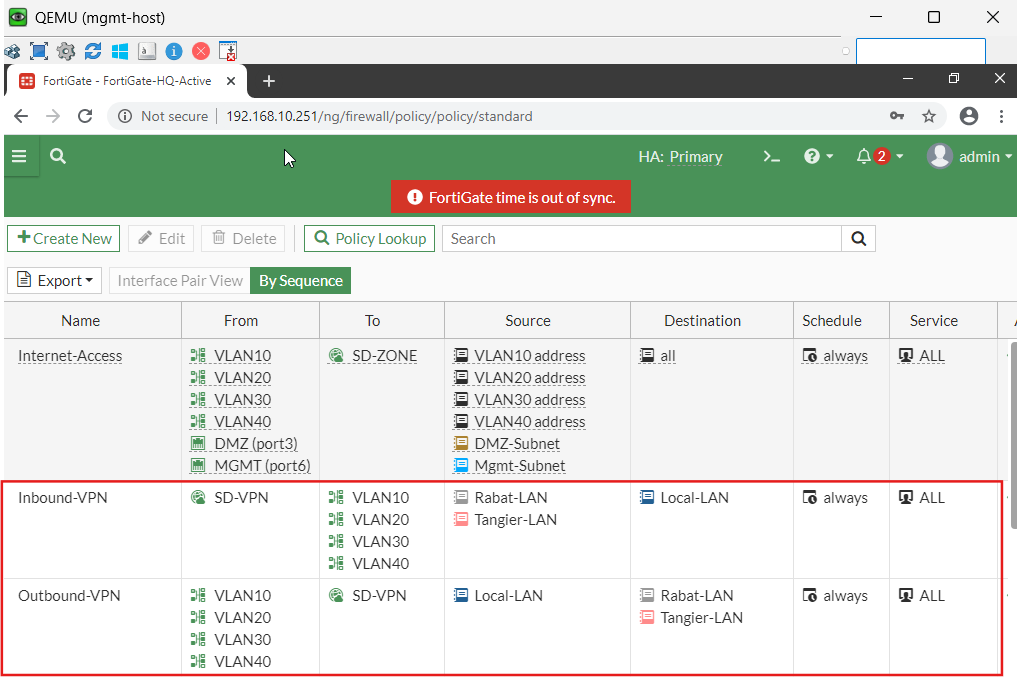 QEMU (mgmt-host)
FortiGate - FortiGate-HQ-Active
Not secure | 192.168.10.251/ng/firewall/policy/policy/standard
HA: Primary >_ ? 2 admin
FortiGate time is out of sync.
+ Create New Edit Delete Policy Lookup Search
Export Interface Pair View By Sequence
Name From To Source Destination Schedule Service
Internet-Access VLAN10 SD-ZONE VLAN10 address all always ALL
VLAN20 VLAN20 address
VLAN30 VLAN30 address
VLAN40 VLAN40 address
DMZ (port3) DMZ-Subnet
MGMT (port6) Mgmt-Subnet
Inbound-VPN SD-VPN VLAN10 Rabat-LAN Local-LAN always ALL
VLAN20 Tangier-LAN
VLAN30
VLAN40
Outbound-VPN VLAN10 SD-VPN Local-LAN Rabat-LAN always ALL
VLAN20 Tangier-LAN
VLAN30
VLAN40